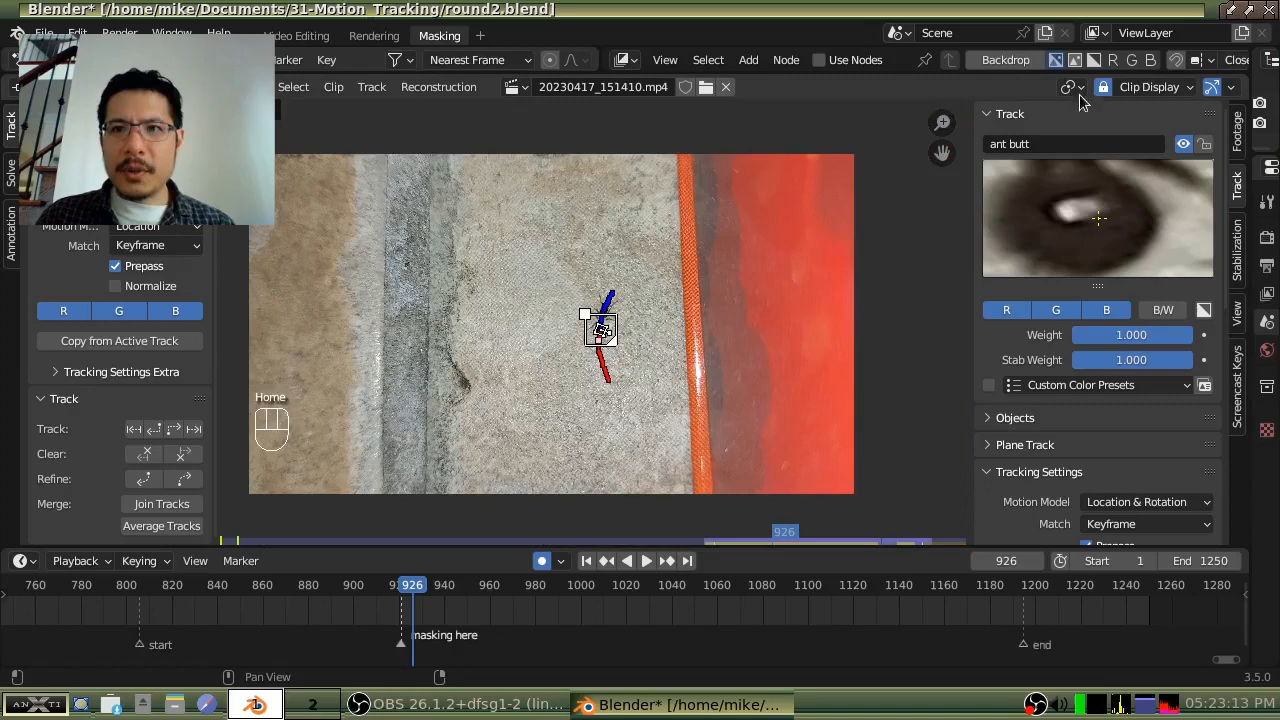 Blender* [/home/mike/Documents/31-Motion_Tracking/round2.blend]
Video Editing Rendering Masking + Scene ViewLayer
Key Nearest Frame View Select Add Node Use Nodes Backdrop R G B
Select Clip Track Reconstruction 20230417_151410.mp4 Clip Display
Track
Solve
Annotation
Match Keyframe
Prepass
Normalize
R G B
Copy from Active Track
Tracking Settings Extra
Track
Track:
Clear:
Refine:
Merge: Join Tracks
Average Tracks
Home
Track
ant butt
R G B B/W
Weight 1.000
Stab Weight 1.000
Custom Color Presets
Objects
Plane Track
Tracking Settings
Motion Model Location & Rotation
Match Keyframe
Footage
Track
Stabilization
View
Screencast Keys
926
Playback Keying View Marker 926 Start 1 End 1250
760 780 800 820 840 860 880 900 926 940 960 980 1000 1020 1040 1060 1080 1100 1120 1140 1160 1180 1200 1220 1240 1260 1280
start masking here end
Pan View 3.5.0
ANTI 1 2 OBS 26.1.2+dfsg1-2 (lin... Blender* [/home/mike/... 05:23:13 PM